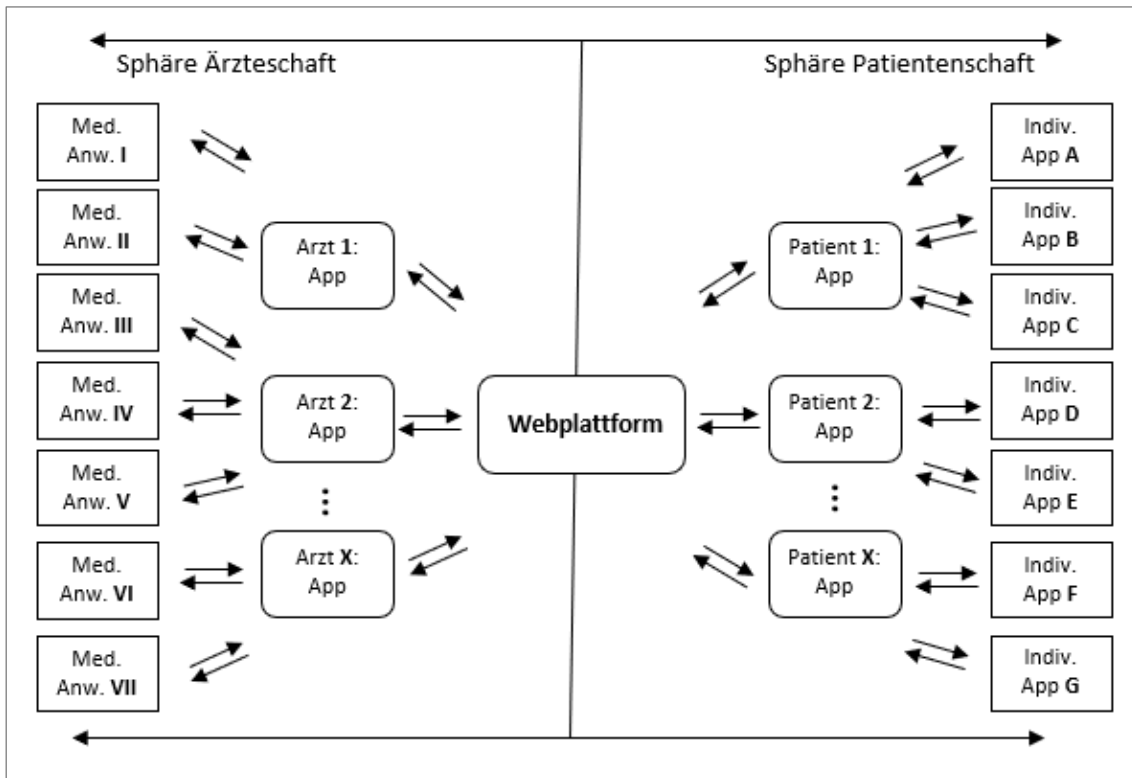 Sphäre Ärzteschaft
Sphäre Patientenschaft
Med.
Anw. I
Med.
Anw. II
Med.
Anw. III
Med.
Anw. IV
Med.
Anw. V
Med.
Anw. VI
Med.
Anw. VII
Arzt 1:
App
Arzt 2:
App
⋮
Arzt X:
App
Webplattform
Patient 1:
App
Patient 2:
App
⋮
Patient X:
App
Indiv.
App A
Indiv.
App B
Indiv.
App C
Indiv.
App D
Indiv.
App E
Indiv.
App F
Indiv.
App G